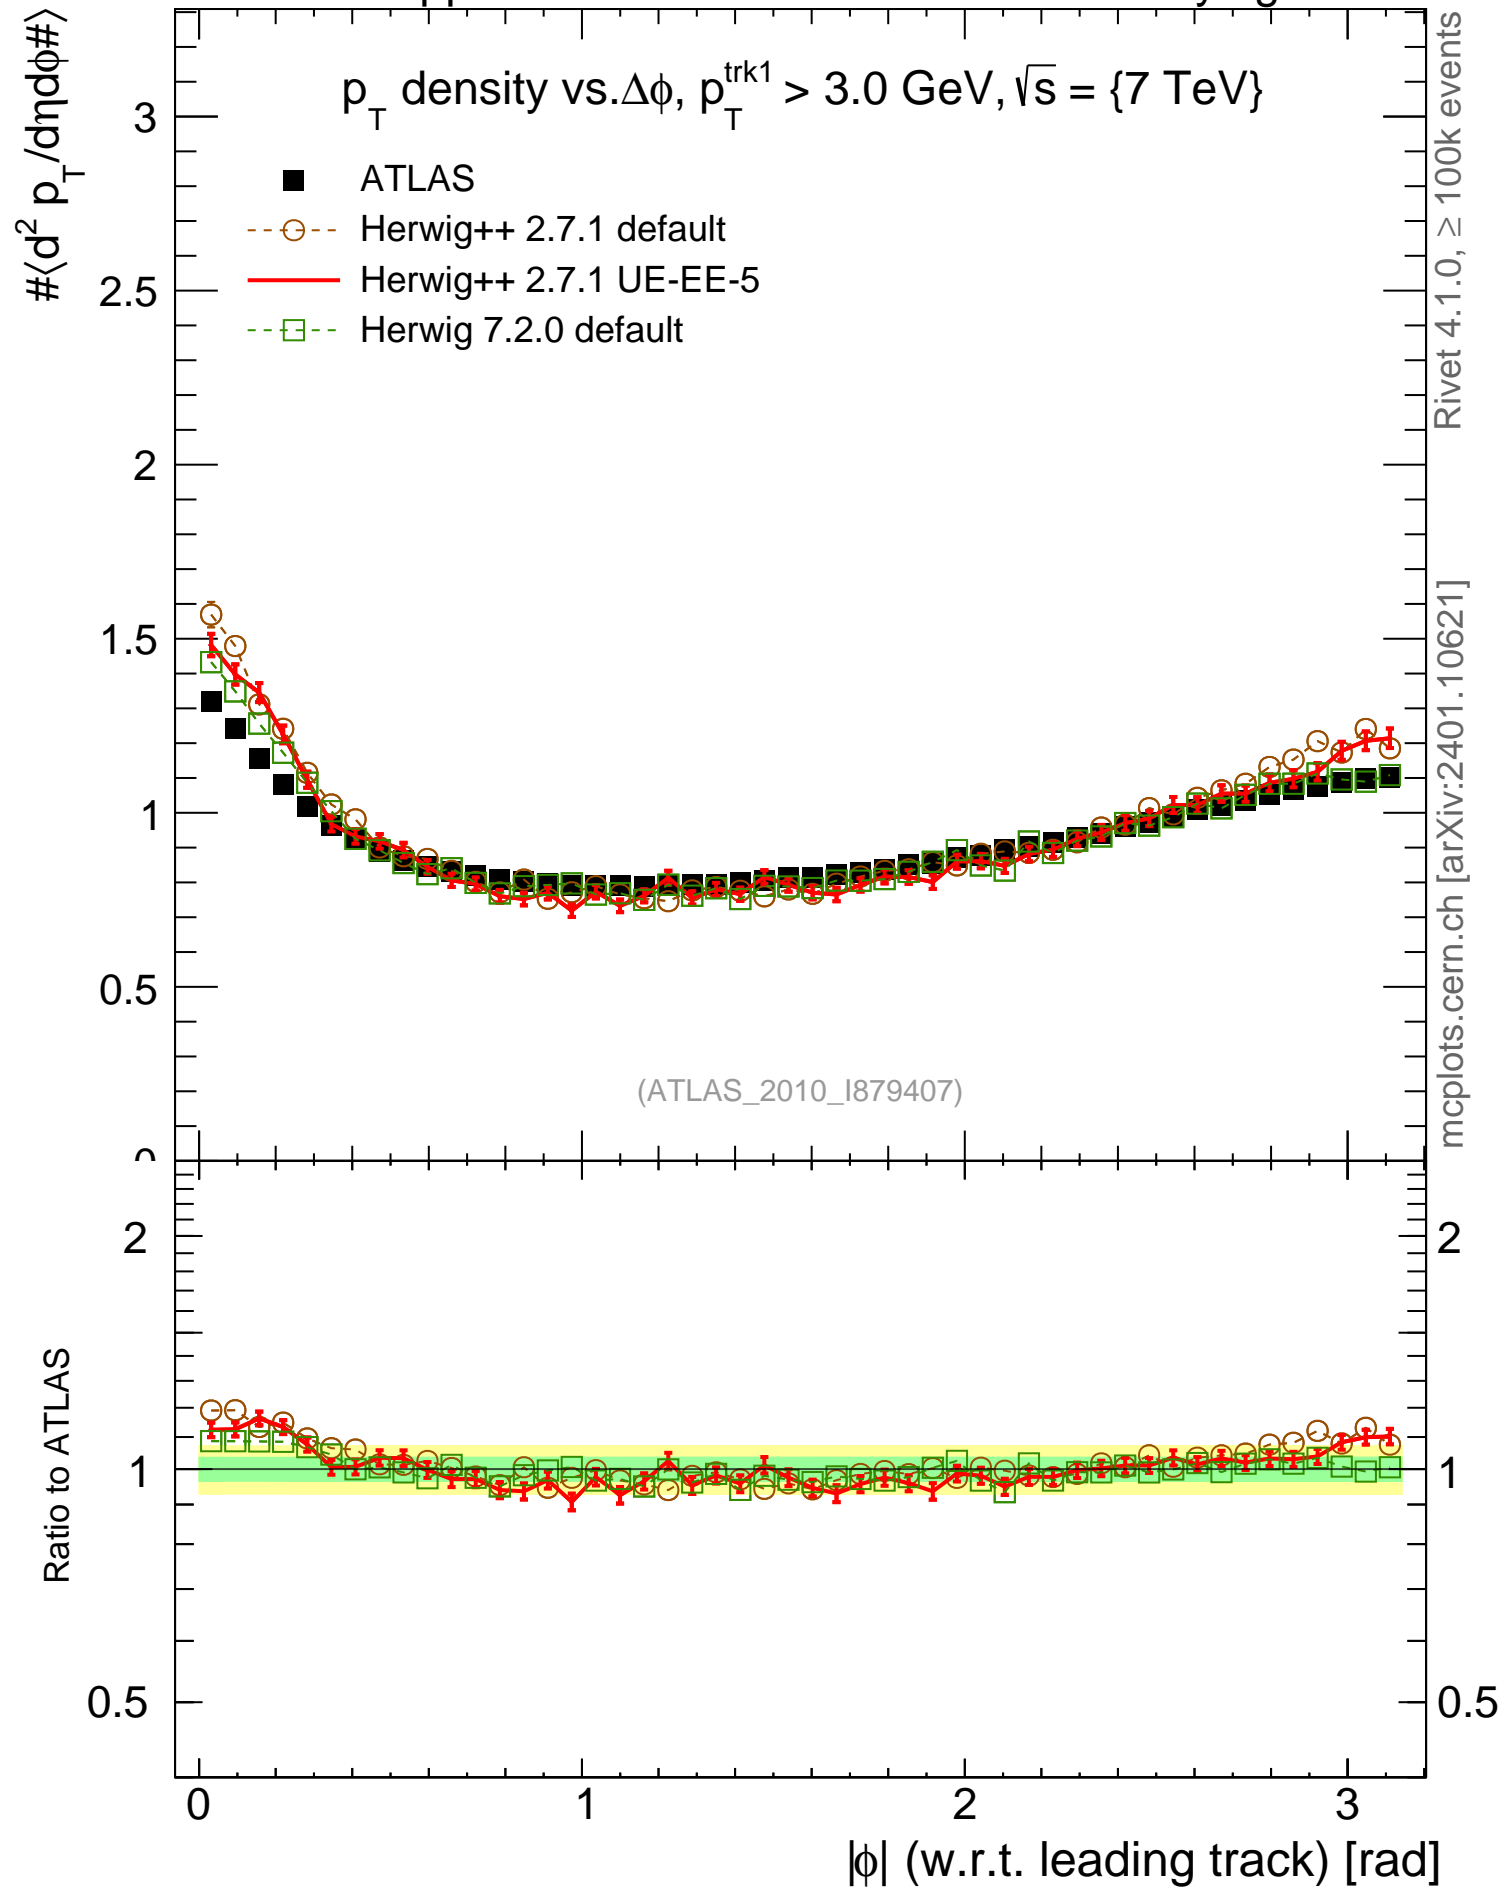 p_T density vs.Δϕ, p_T^trk1 > 3.0 GeV, √s = {7 TeV}
#⟨d² p_T/dηdϕ#⟩
ATLAS
Herwig++ 2.7.1 default
Herwig++ 2.7.1 UE-EE-5
Herwig 7.2.0 default
3
2.5
2
1.5
1
0.5
0
(ATLAS_2010_I879407)
Rivet 4.1.0, ≥ 100k events
mcplots.cern.ch [arXiv:2401.10621]
Ratio to ATLAS
2
1
0.5
2
1
0.5
0 1 2 3
|ϕ| (w.r.t. leading track) [rad]